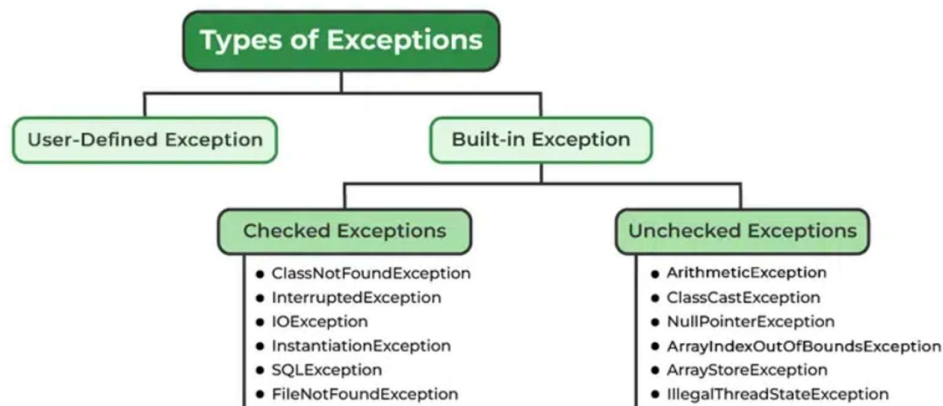 Types of Exceptions
User-Defined Exception
Built-in Exception
Checked Exceptions
ClassNotFoundException
InterruptedException
IOException
InstantiationException
SQLException
FileNotFoundException
Unchecked Exceptions
ArithmeticException
ClassCastException
NullPointerException
ArrayIndexOutOfBoundsException
ArrayStoreException
IllegalThreadStateException